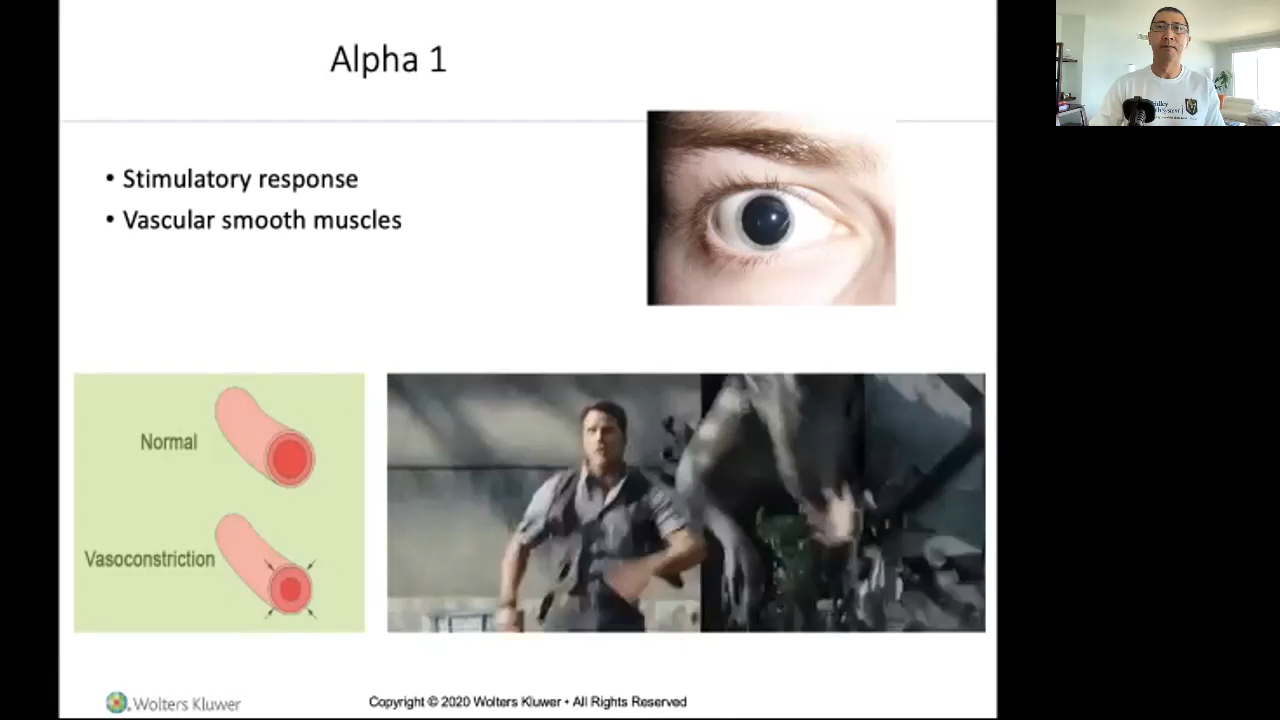 Alpha 1
• Stimulatory response
• Vascular smooth muscles
Normal
Vasoconstriction
Wolters Kluwer
Copyright © 2020 Wolters Kluwer • All Rights Reserved